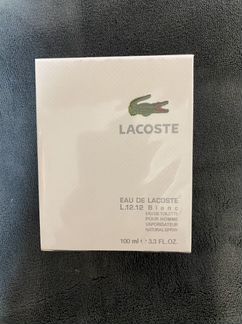 LACOSTE
EAU DE LACOSTE
L.12.12 Blanc
EAU DE TOILETTE
POUR HOMME
VAPORISATEUR
NATURAL SPRAY
100 ml ℮ 3.3 FL.OZ.